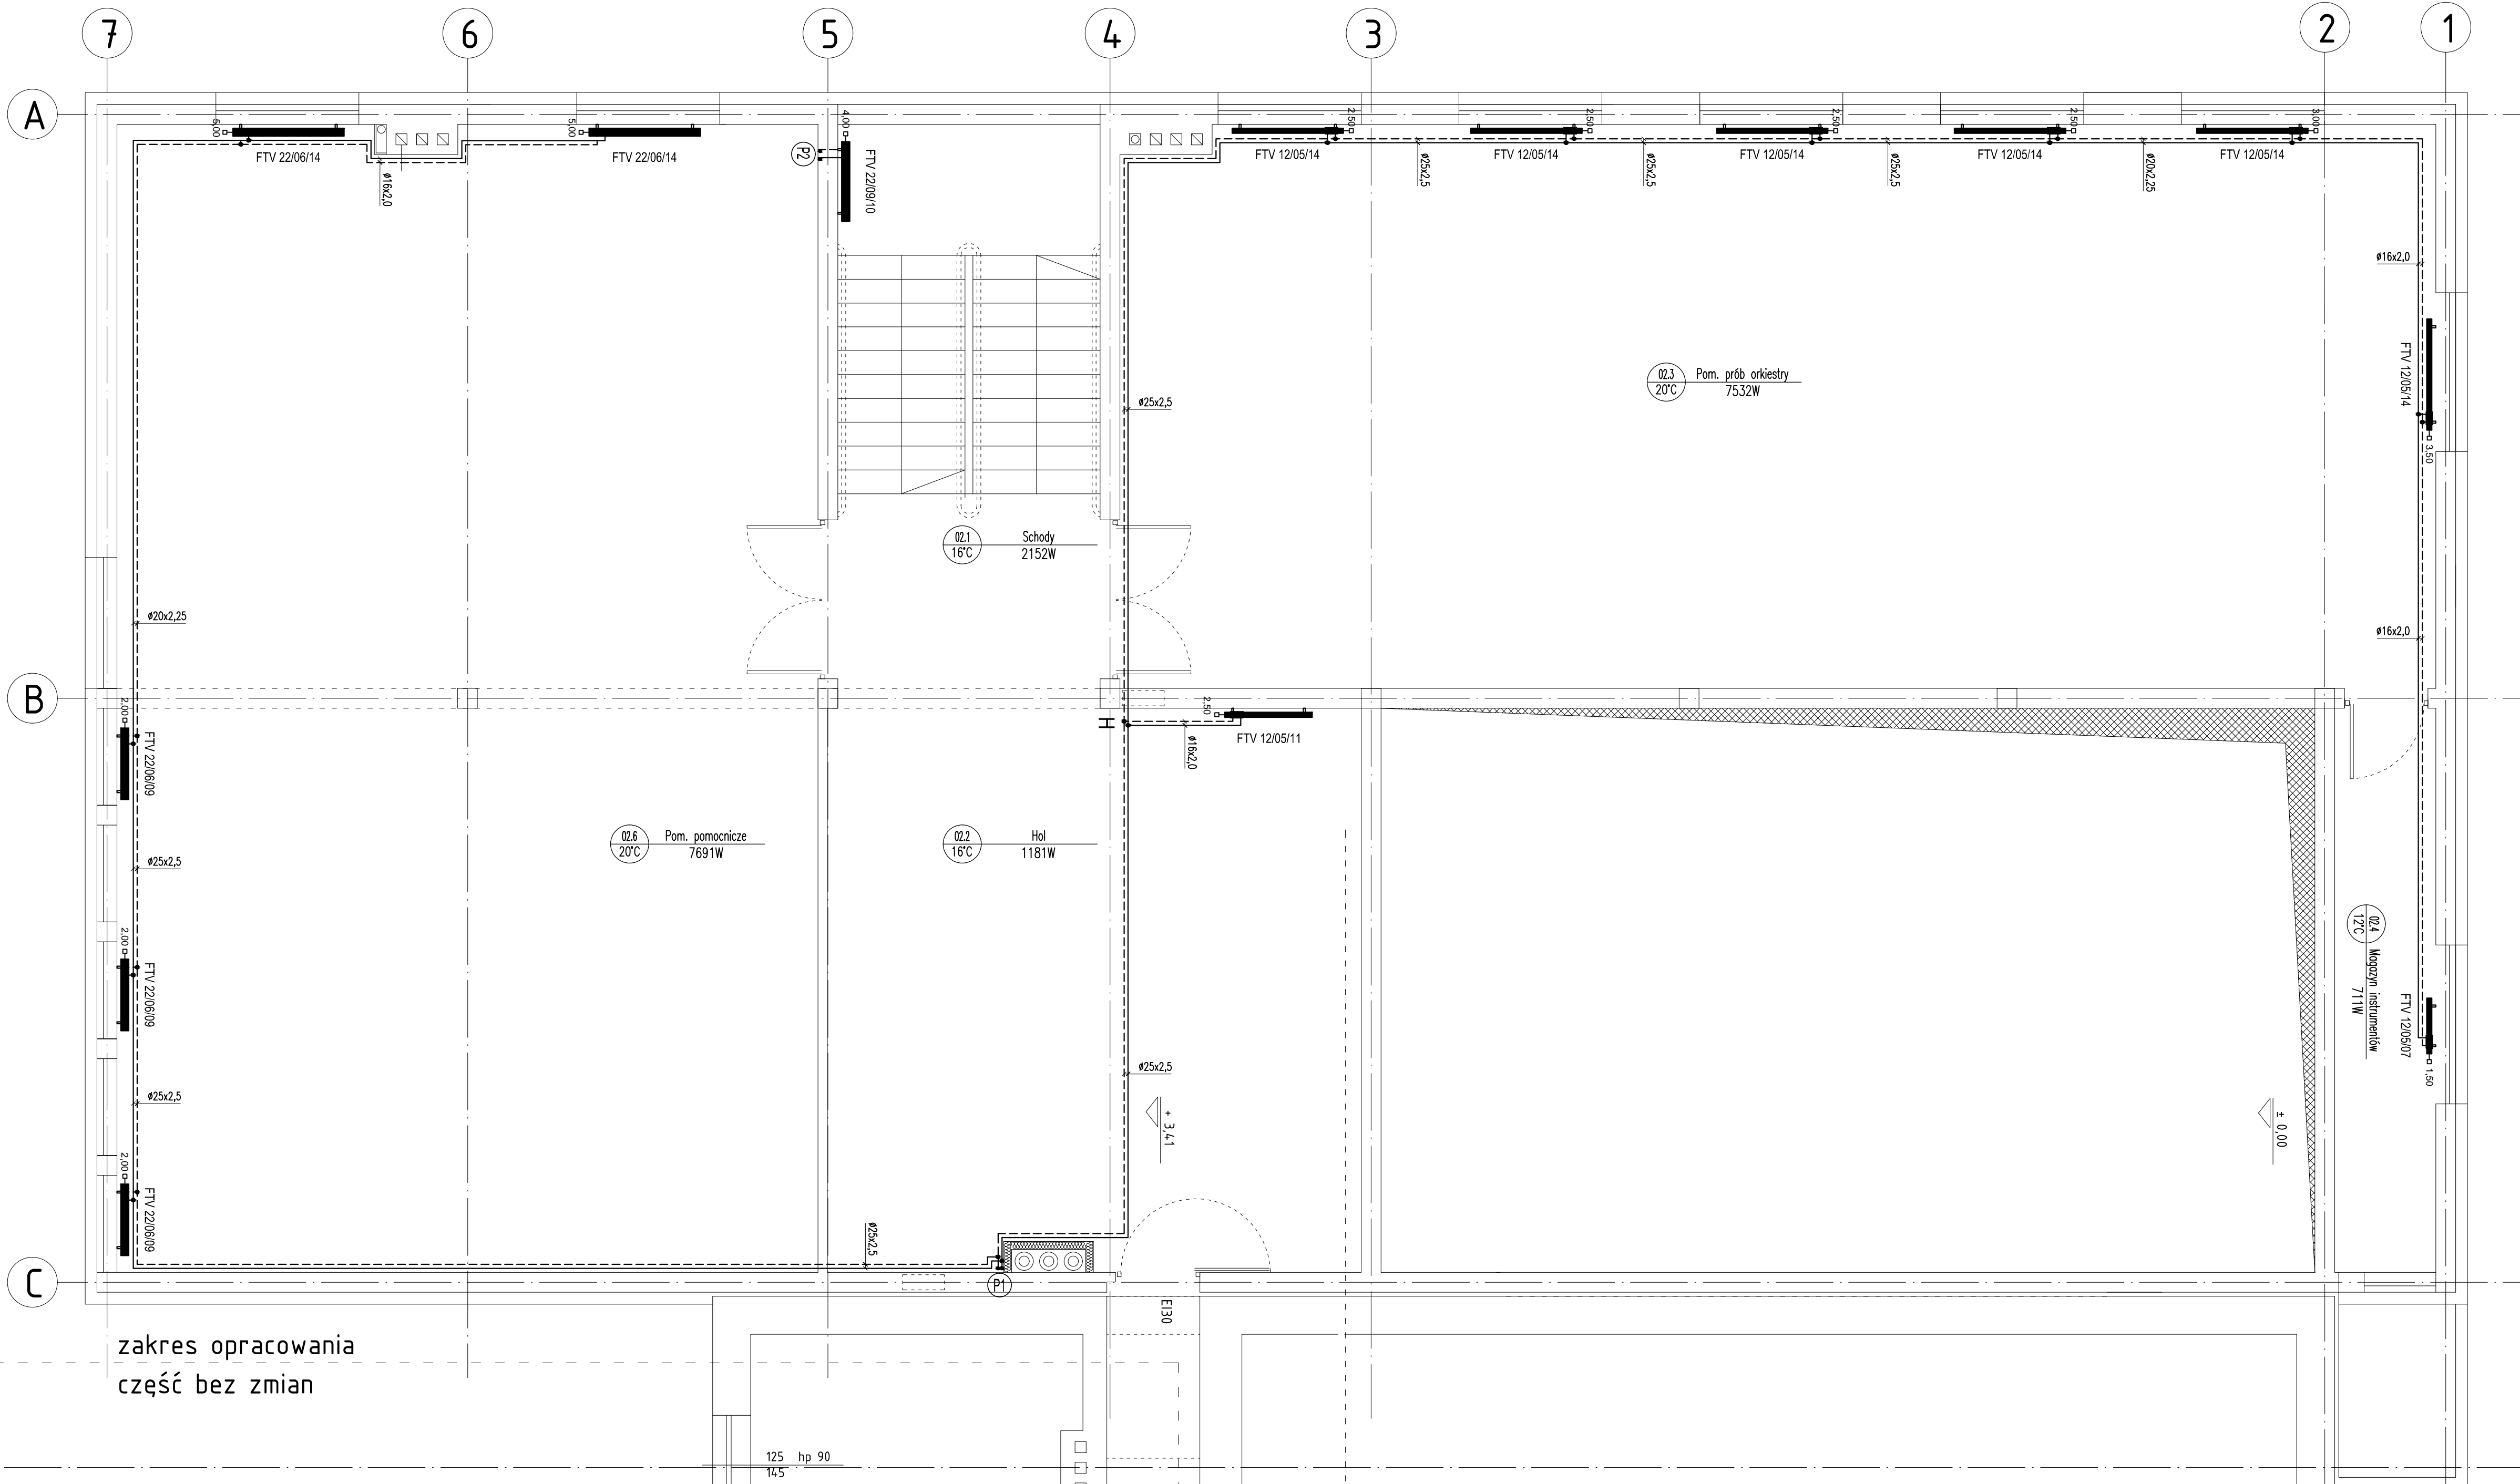 7
6
5
4
3
2
1
A
5,00
FTV 22/06/14
ø16x2,0
5,00
FTV 22/06/14
P2
4,00
FTV 22/09/10
2,50
FTV 12/05/14
ø25x2,5
2,50
FTV 12/05/14
ø25x2,5
2,50
FTV 12/05/14
ø25x2,5
2,50
FTV 12/05/14
ø20x2,25
3,00
FTV 12/05/14
ø16x2,0
FTV 12/05/14
3,50
ø25x2,5
02.3 Pom. prób orkiestry
20°C 7532W
02.1 Schody
16°C 2152W
ø20x2,25
ø16x2,0
B
2,00
FTV 22/06/09
H
2,50
FTV 12/05/11
ø16x2,0
02.6 Pom. pomocnicze
20°C 7691W
02.2 Hol
16°C 1181W
ø25x2,5
2,00
FTV 22/06/09
02.4 Magazyn instrumentów
12°C 711W
FTV 12/05/07
1,50
ø25x2,5
ø25x2,5
+ 3,41
± 0,00
2,00
FTV 22/06/09
ø25x2,5
C
P1
EI30
zakres opracowania
część bez zmian
125 hp 90
145